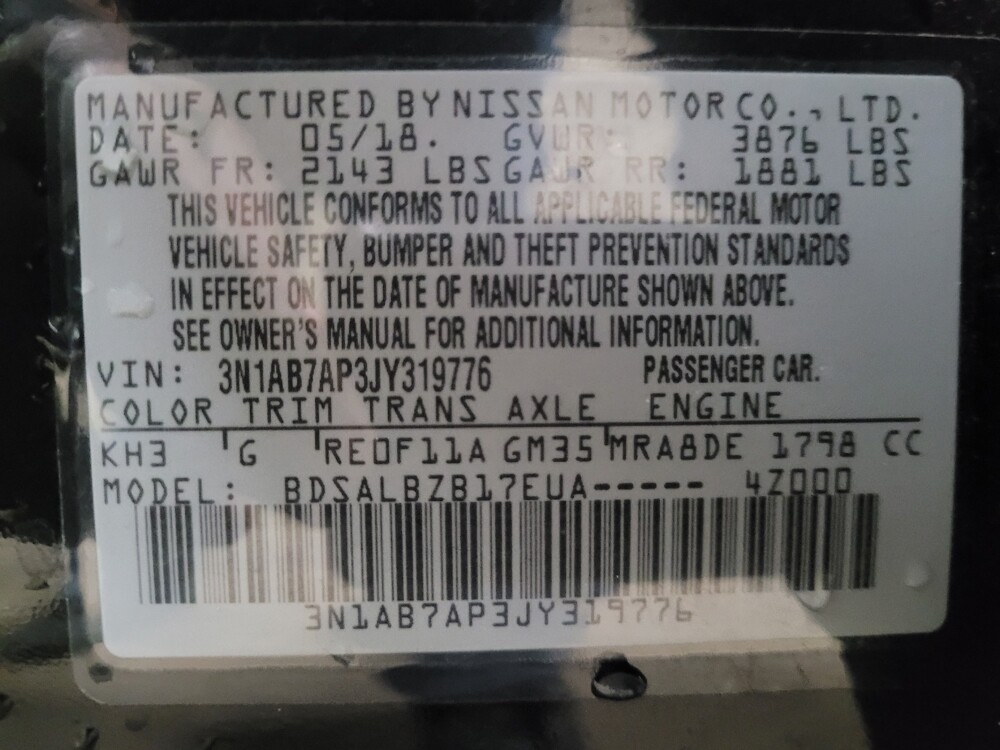 MANUFACTURED BY NISSAN MOTOR CO., LTD.
DATE: 05/18. GVWR: 3876 LBS
GAWR FR: 2143 LBS GAWR RR: 1881 LBS
THIS VEHICLE CONFORMS TO ALL APPLICABLE FEDERAL MOTOR
VEHICLE SAFETY, BUMPER AND THEFT PREVENTION STANDARDS
IN EFFECT ON THE DATE OF MANUFACTURE SHOWN ABOVE.
SEE OWNER'S MANUAL FOR ADDITIONAL INFORMATION.
VIN: 3N1AB7AP3JY319776 PASSENGER CAR.
COLOR TRIM TRANS AXLE ENGINE
KH3 G RE0F11A GM35 MRA8DE 1798 CC
MODEL: BDSALBZB17EUA----- 4Z000
3N1AB7AP3JY319776